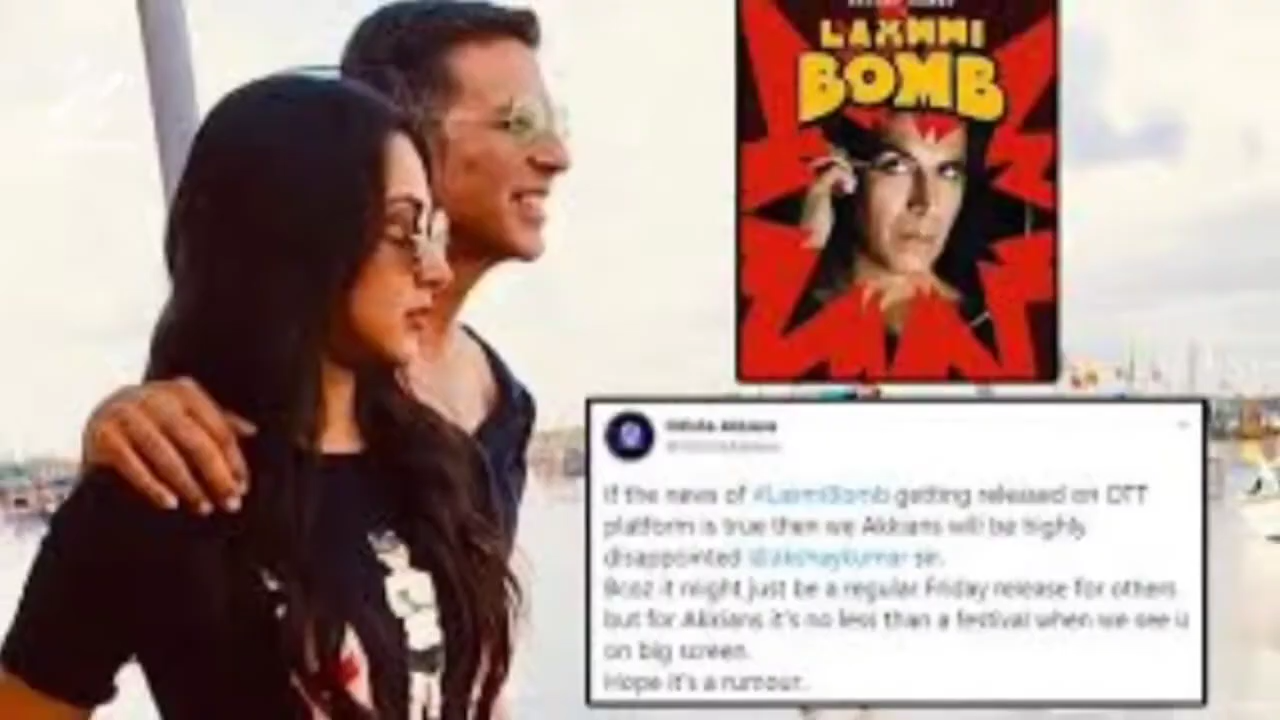 LAXMMI
BOMB
If the news of #LaxmiBomb getting released on OTT
platform is true then we Akkians will be highly
disappointed @akshaykumar sir.
Bcoz it might just be a regular Friday release for others
but for Akkians it's no less than a festival when we see u
on big screen.
Hope it's a rumour.